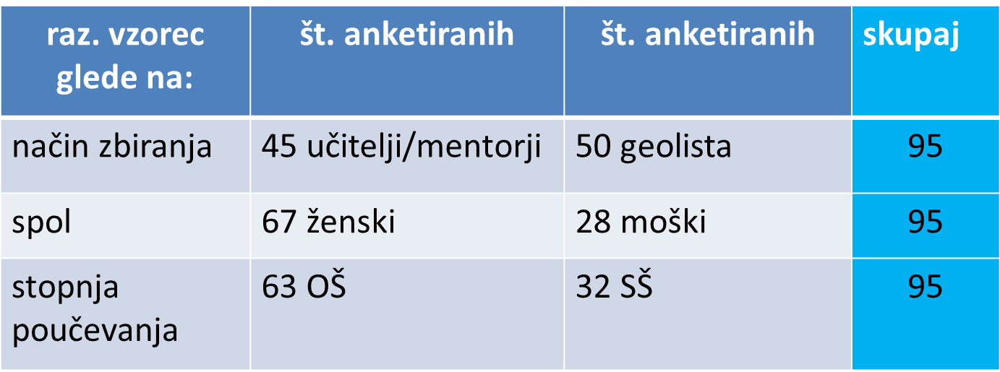 raz. vzorec
glede na:
št. anketiranih
št. anketiranih
skupaj
način zbiranja
45 učitelji/mentorji
50 geolista
95
spol
67 ženski
28 moški
95
stopnja
poučevanja
63 OŠ
32 SŠ
95